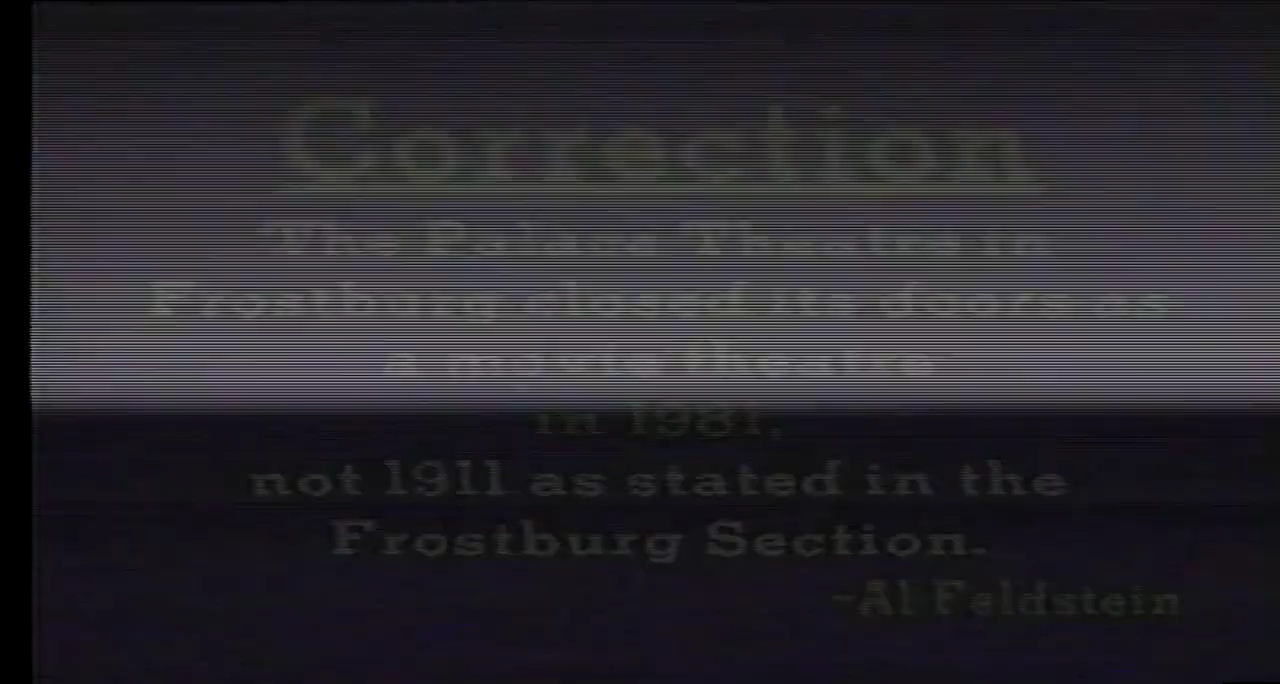 Correction
The Palace Theatre in
Frostburg closed its doors as
a movie theatre
in 1981,
not 1911 as stated in the
Frostburg Section.
-Al Feldstein